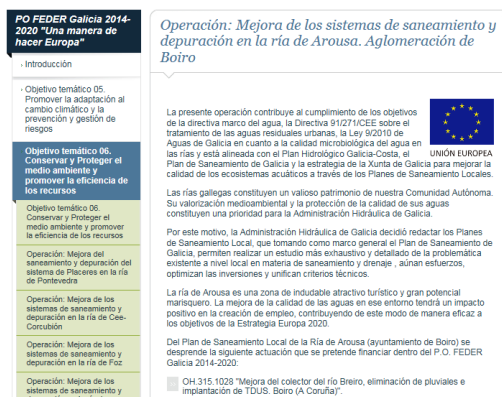 PO FEDER Galicia 2014-
2020 "Una manera de
hacer Europa"
Introducción
Objetivo temático 05.
Promover la adaptación al
cambio climático y la
prevención y gestión de
riesgos
Objetivo temático 06.
Conservar y Proteger el
medio ambiente y
promover la eficiencia de
los recursos
Objetivo temático 06.
Conservar y Proteger el
medio ambiente y promover
la eficiencia de los recursos
Operación: Mejora del
saneamiento y depuración del
sistema de Placeres en la ría
de Pontevedra
Operación: Mejora de los
sistemas de saneamiento y
depuración en la ría de Cee-
Corcubión
Operación: Mejora de los
sistemas de saneamiento y
depuración en la ría de Foz
Operación: Mejora de los
sistemas de saneamiento y
Operación: Mejora de los sistemas de saneamiento y
depuración en la ría de Arousa. Aglomeración de
Boiro
La presente operación contribuye al cumplimiento de los objetivos
de la directiva marco del agua, la Directiva 91/271/CEE sobre el
tratamiento de las aguas residuales urbanas, la Ley 9/2010 de
Aguas de Galicia en cuanto a la calidad microbiológica del agua en
las rías y está alineada con el Plan Hidrológico Galicia-Costa, el
Plan de Saneamiento de Galicia y la estrategia de la Xunta de Galicia para mejorar la
calidad de los ecosistemas acuáticos a través de los Planes de Saneamiento Locales.
UNIÓN EUROPEA
Las rías gallegas constituyen un valioso patrimonio de nuestra Comunidad Autónoma.
Su valorización medioambiental y la protección de la calidad de sus aguas
constituyen una prioridad para la Administración Hidráulica de Galicia.
Por este motivo, la Administración Hidráulica de Galicia decidió redactar los Planes
de Saneamiento Local, que tomando como marco general el Plan de Saneamiento de
Galicia, permiten realizar un estudio más exhaustivo y detallado de la problemática
existente a nivel local en materia de saneamiento y drenaje , aúnan esfuerzos,
optimizan las inversiones y unifican criterios técnicos.
La ría de Arousa es una zona de indudable atractivo turístico y gran potencial
marisquero. La mejora de la calidad de las aguas en ese entorno tendrá un impacto
positivo en la creación de empleo, contribuyendo de este modo de manera eficaz a
los objetivos de la Estrategia Europa 2020.
Del Plan de Saneamiento Local de la Ría de Arousa (ayuntamiento de Boiro) se
desprende la siguiente actuación que se pretende financiar dentro del P.O. FEDER
Galicia 2014-2020:
OH.315.1028 "Mejora del colector del río Breiro, eliminación de pluviales e
implantación de TDUS. Boiro (A Coruña)".